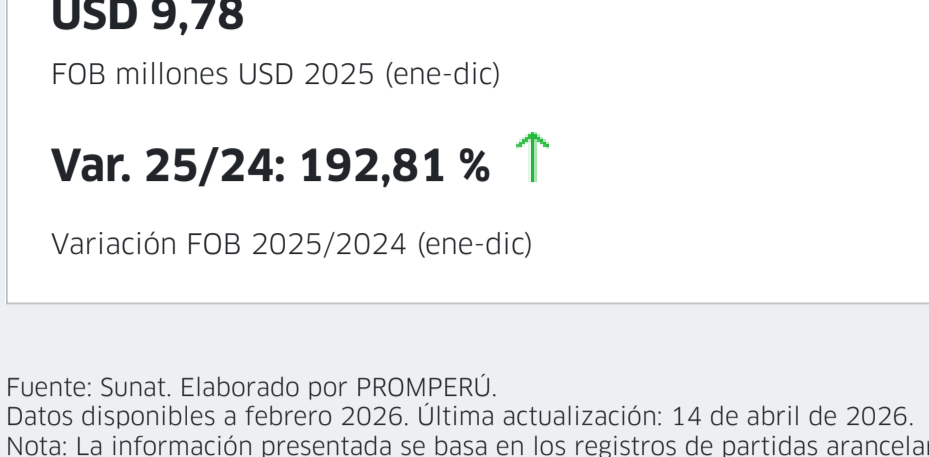 USD 9,78
FOB millones USD 2025 (ene-dic)
Var. 25/24: 192,81 %
Variación FOB 2025/2024 (ene-dic)
Fuente: Sunat. Elaborado por PROMPERÚ.
Datos disponibles a febrero 2026. Última actualización: 14 de abril de 2026.
Nota: La información presentada se basa en los registros de partidas